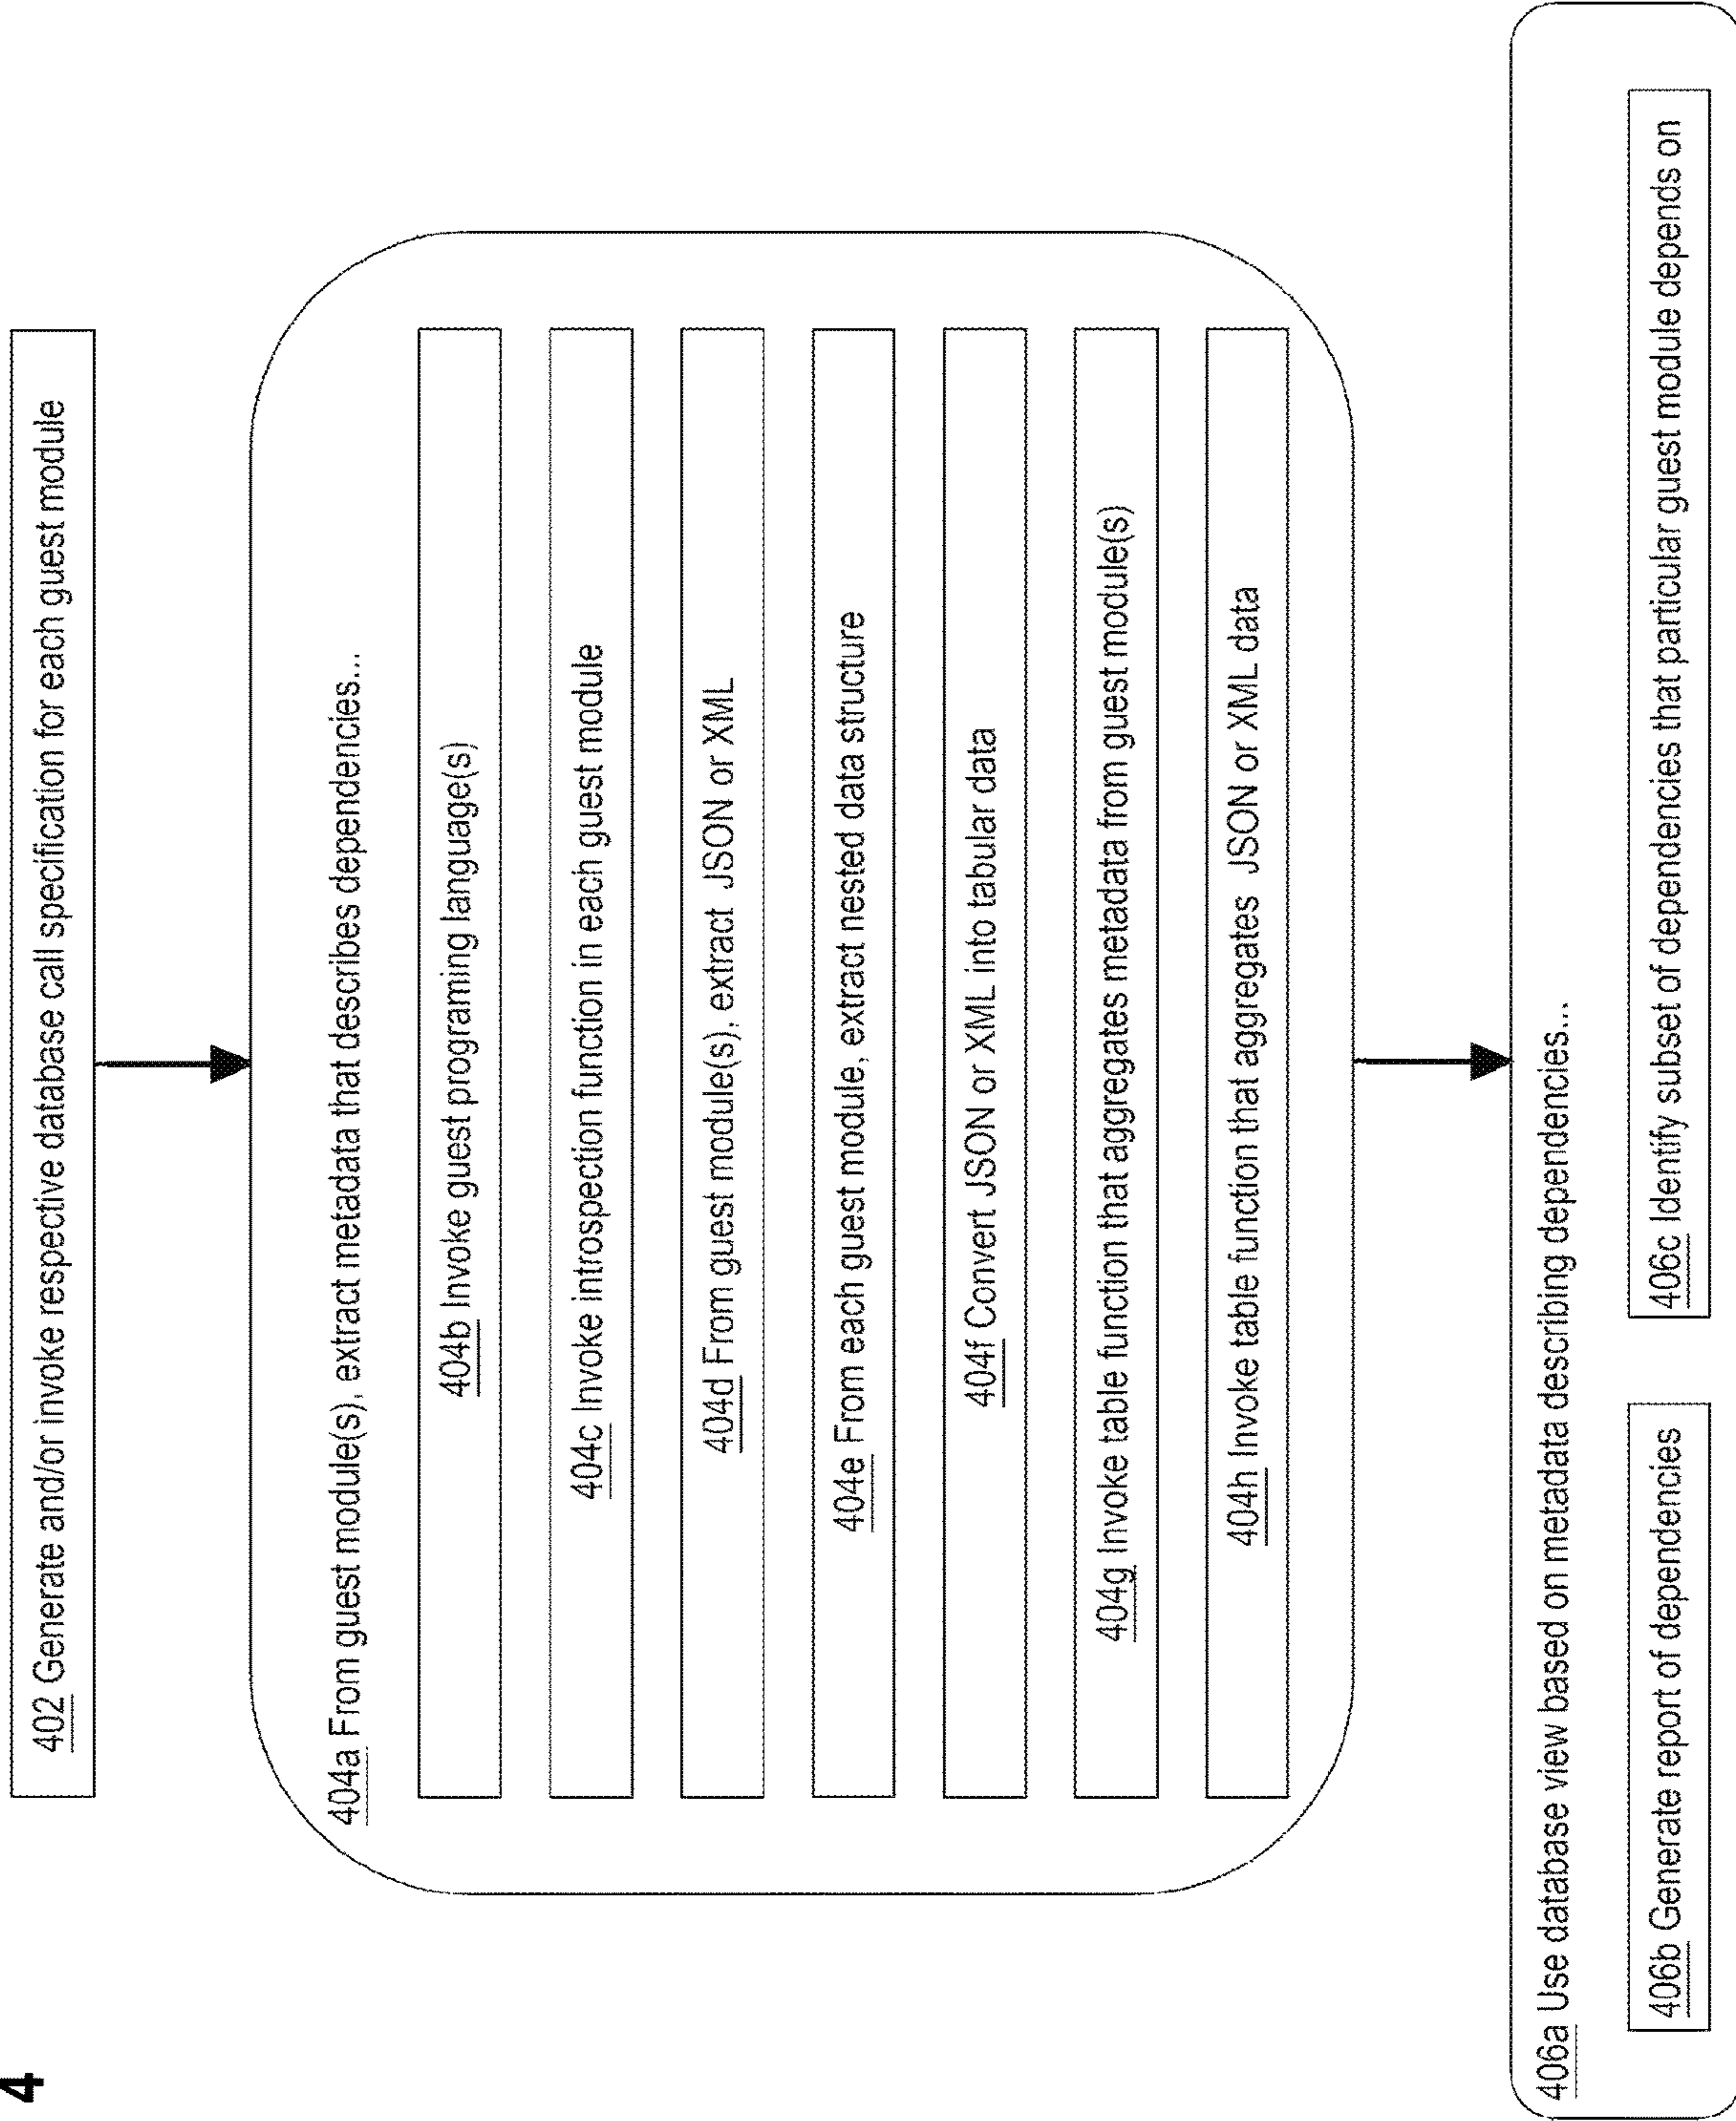 4
402 Generate and/or invoke respective database call specification for each guest module
404a From guest module(s), extract metadata that describes dependencies...
404b Invoke guest programing language(s)
404c Invoke introspection function in each guest module
404d From guest module(s), extract JSON or XML
404e From each guest module, extract nested data structure
404f Convert JSON or XML into tabular data
404g Invoke table function that aggregates metadata from guest module(s)
404h Invoke table function that aggregates JSON or XML data
406a Use database view based on metadata describing dependencies...
406b Generate report of dependencies
406c Identify subset of dependencies that particular guest module depends on